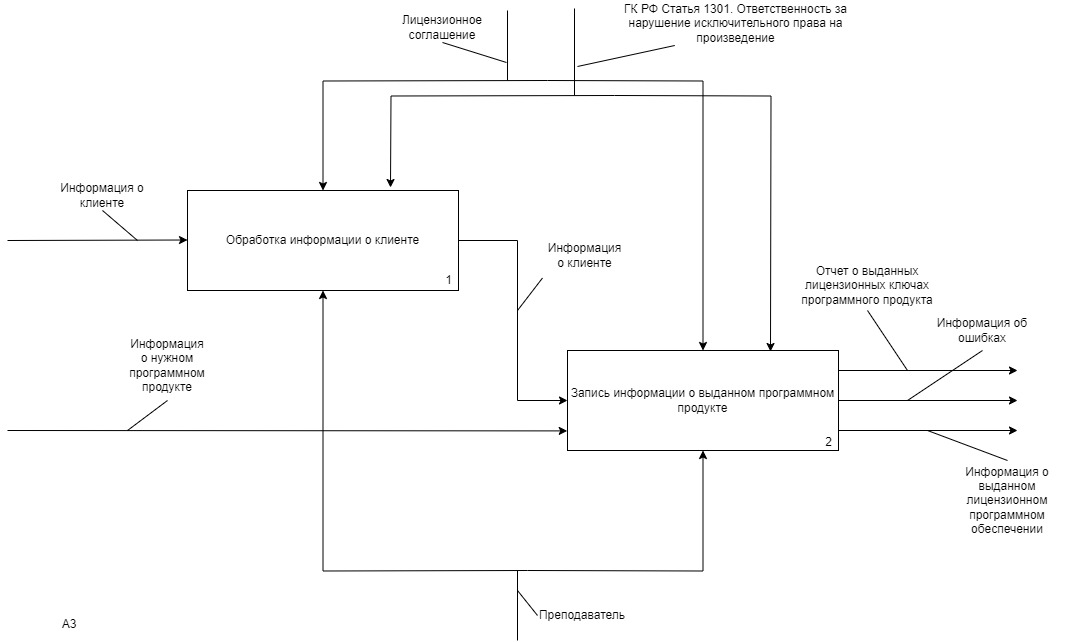 Лицензионное
соглашение
ГК РФ Статья 1301. Ответственность за
нарушение исключительного права на
произведение
Информация о
клиенте
Обработка информации о клиенте
1
Информация
о клиенте
Отчет о выданных
лицензионных ключах
программного продукта
Информация об
ошибках
Информация
о нужном
программном
продукте
Запись информации о выданном программном
продукте
2
Информация о
выданном
лицензионном
программном
обеспечении
Преподаватель
А3